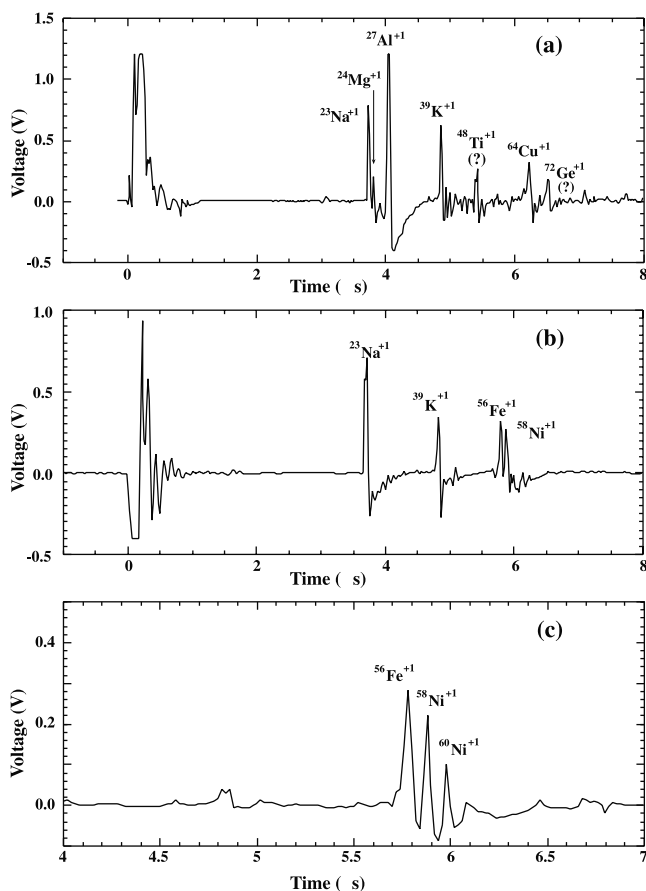 (a)
27Al+1
24Mg+1
23Na+1
39K+1
48Ti+1
(?)
64Cu+1
72Ge+1
(?)
Voltage (V)
1.5
1.0
0.5
0.0
-0.5
0 2 4 6 8
Time ( s)
(b)
23Na+1
39K+1
56Fe+1
58Ni+1
Voltage (V)
1.0
0.5
0.0
-0.5
0 2 4 6 8
Time ( s)
(c)
56Fe+1
58Ni+1
60Ni+1
Voltage (V)
0.4
0.2
0.0
4 4.5 5 5.5 6 6.5 7
Time ( s)